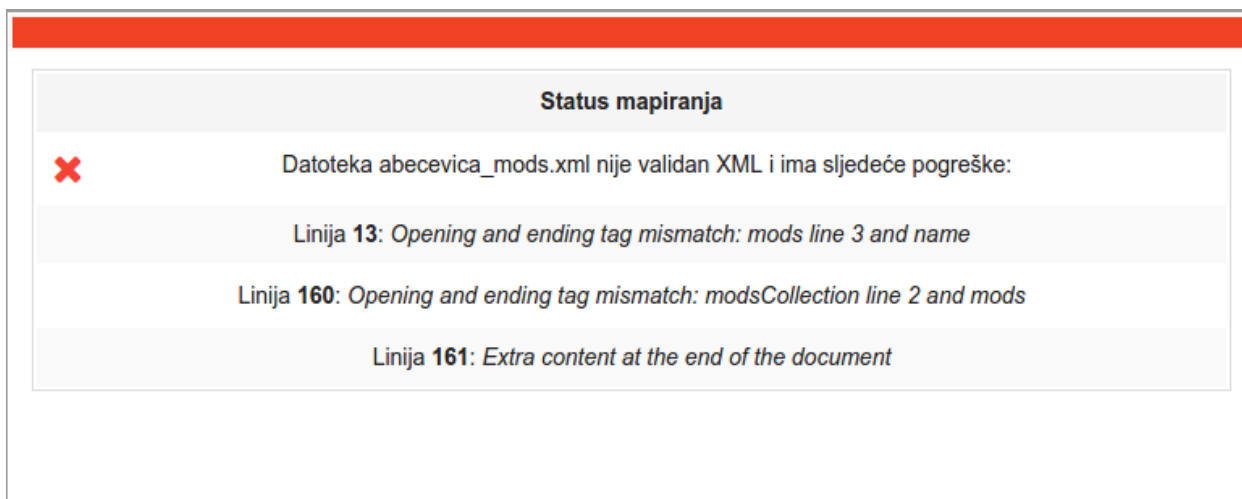 Status mapiranja
Datoteka abecevica_mods.xml nije validan XML i ima sljedeće pogreške:
Linija 13: Opening and ending tag mismatch: mods line 3 and name
Linija 160: Opening and ending tag mismatch: modsCollection line 2 and mods
Linija 161: Extra content at the end of the document